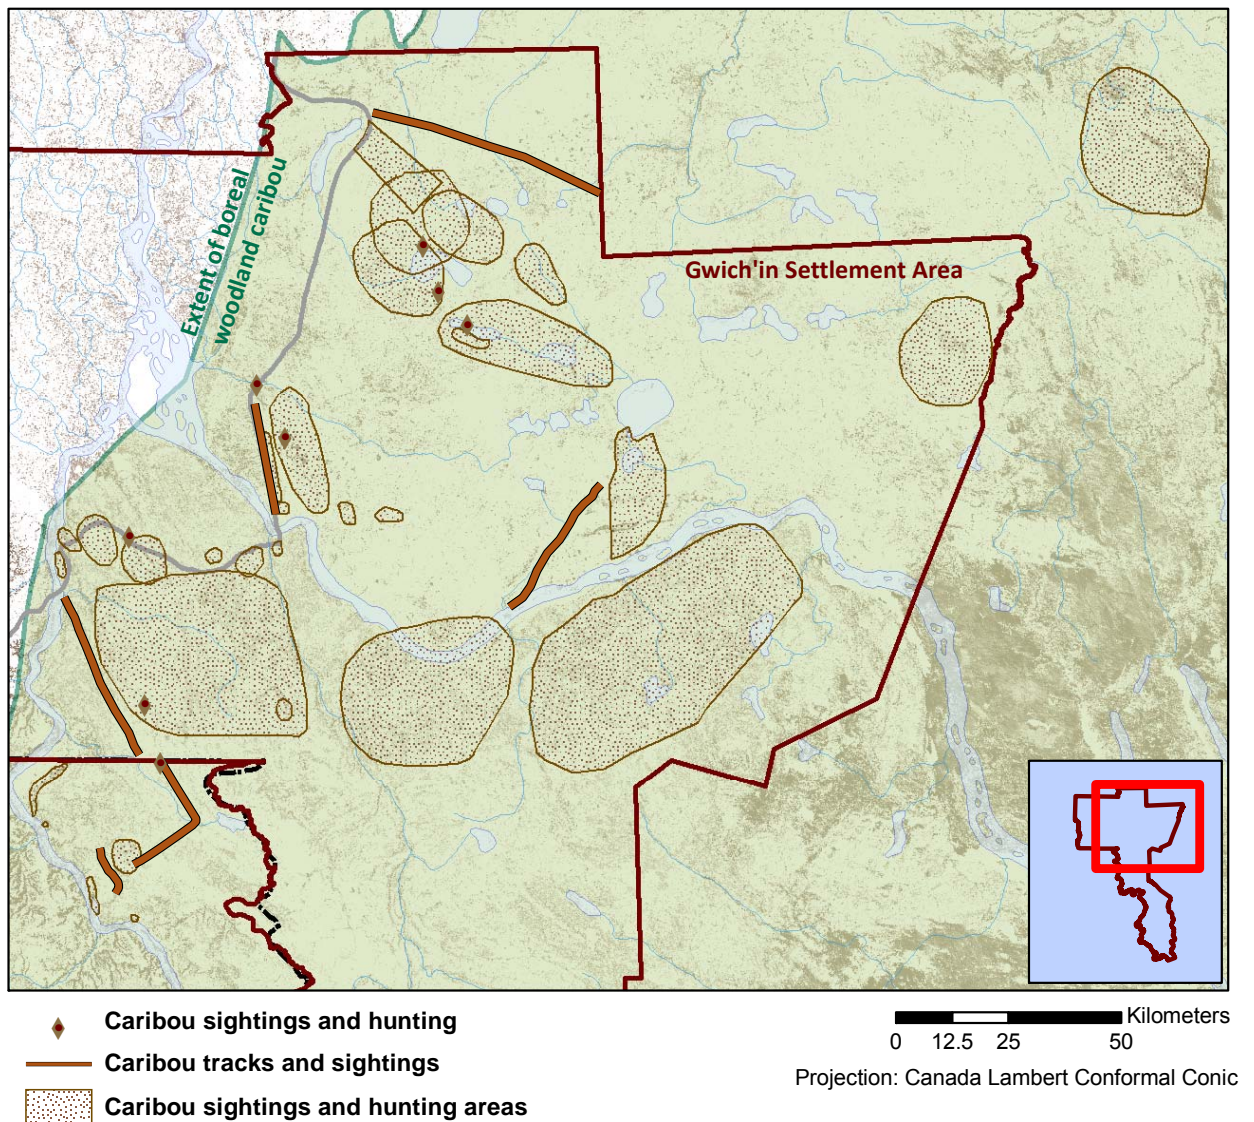 Extent of boreal
woodland caribou
Gwich'in Settlement Area
Caribou sightings and hunting
Caribou tracks and sightings
Caribou sightings and hunting areas
Kilometers
0 12.5 25 50
Projection: Canada Lambert Conformal Conic